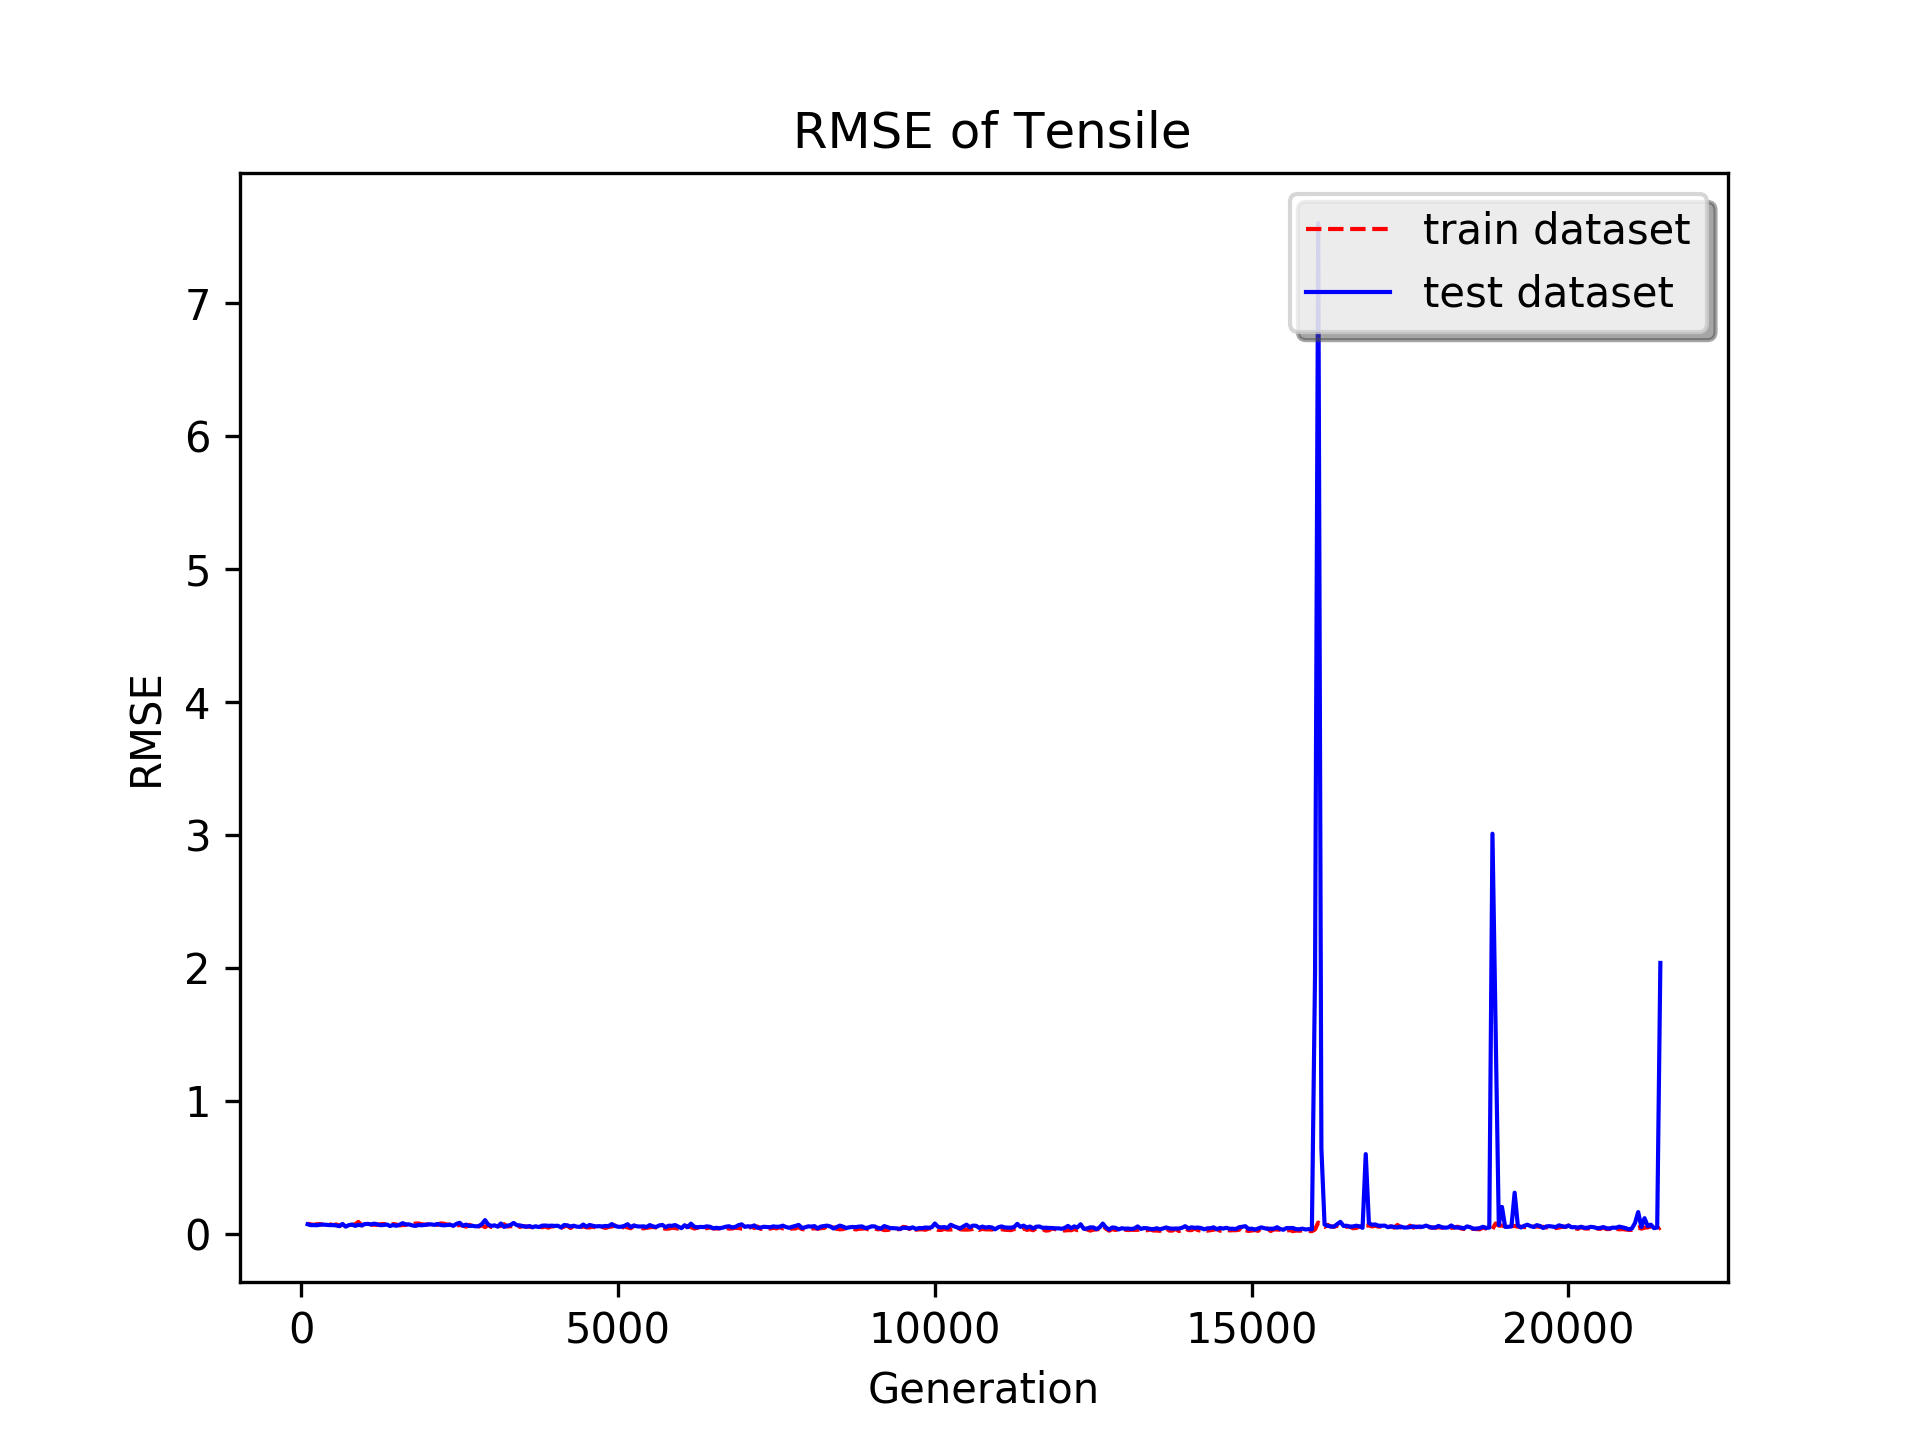 RMSE of Tensile
train dataset
test dataset
7
6
5
4
3
2
1
0
RMSE
0 5000 10000 15000 20000
Generation